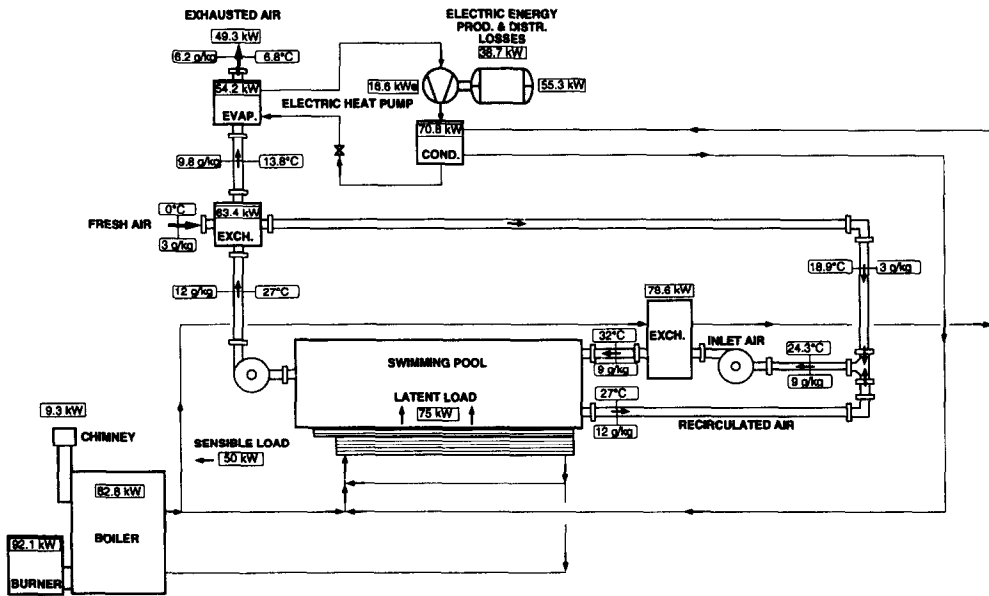 EXHAUSTED AIR
49.3 kW
6.2 g/kg
6.8°C
54.2 kW
EVAP.
ELECTRIC ENERGY
PROD. & DISTR.
LOSSES
38.7 kW
16.6 kWe
55.3 kW
ELECTRIC HEAT PUMP
70.8 kW
COND.
9.8 g/kg
13.8°C
0°C
FRESH AIR
3 g/kg
63.4 kW
EXCH.
12 g/kg
27°C
18.9°C
3 g/kg
78.6 kW
EXCH.
INLET AIR
32°C
9 g/kg
24.3°C
9 g/kg
SWIMMING POOL
LATENT LOAD
75 kW
27°C
12 g/kg
RECIRCULATED AIR
9.3 kW
CHIMNEY
SENSIBLE LOAD
50 kW
82.8 kW
BOILER
92.1 kW
BURNER